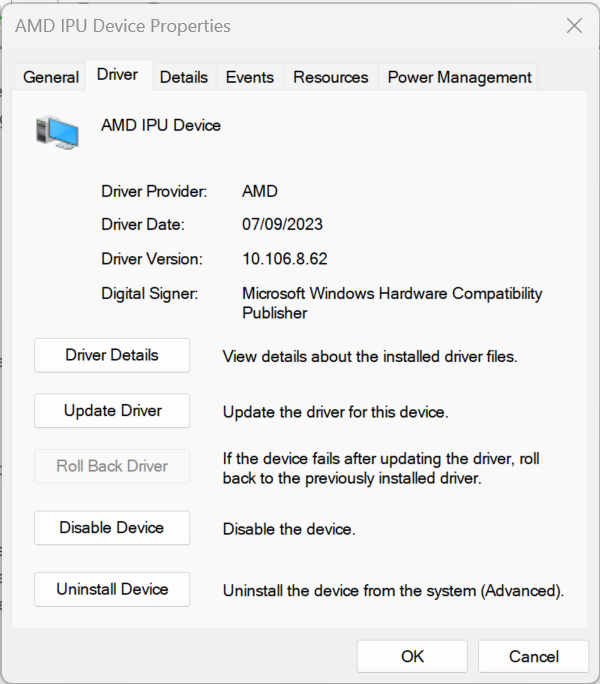 AMD IPU Device Properties
General Driver Details Events Resources Power Management
AMD IPU Device
Driver Provider: AMD
Driver Date: 07/09/2023
Driver Version: 10.106.8.62
Digital Signer: Microsoft Windows Hardware Compatibility
Publisher
Driver Details View details about the installed driver files.
Update Driver Update the driver for this device.
Roll Back Driver If the device fails after updating the driver, roll
back to the previously installed driver.
Disable Device Disable the device.
Uninstall Device Uninstall the device from the system (Advanced).
OK Cancel